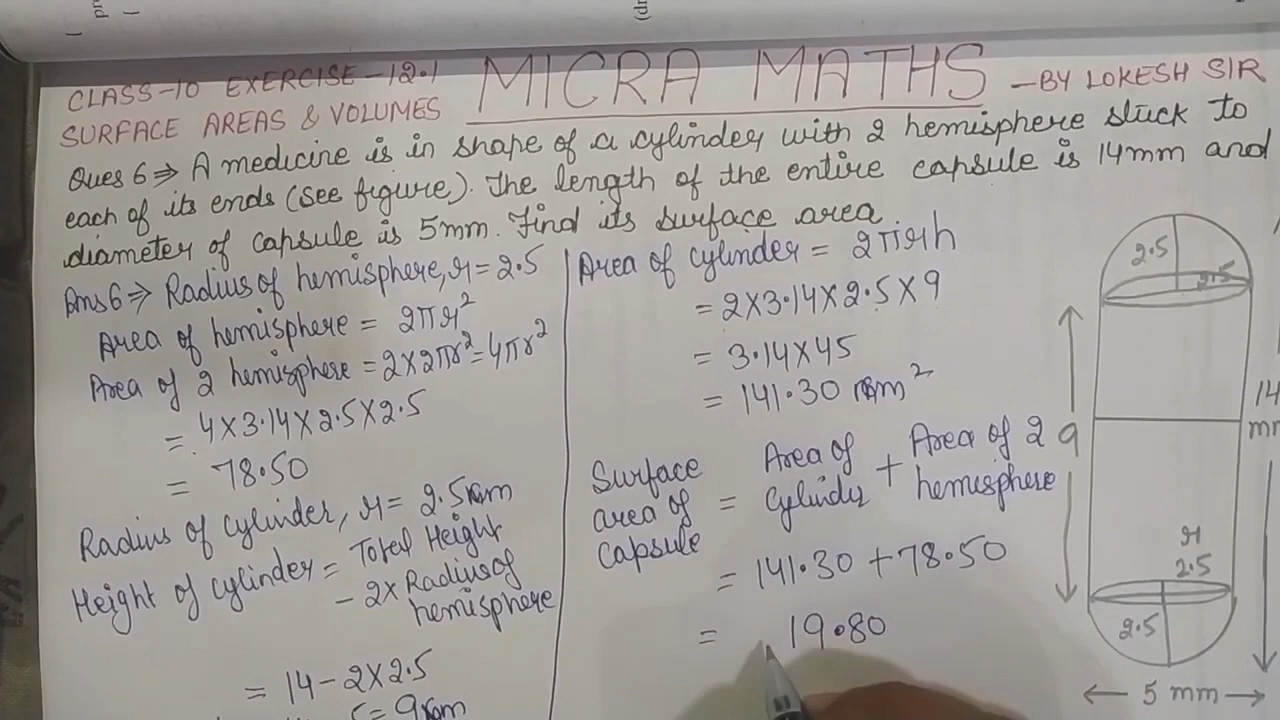 CLASS-10 EXERCISE-12.1 MICRA MATHS -BY LOKESH SIR
SURFACE AREAS & VOLUMES
Ques 6⇒ A medicine is in shape of a cylinder with 2 hemisphere stuck to
each of its ends (see figure). The length of the entire capsule is 14mm and
diameter of capsule is 5mm. Find its surface area.
Ans 6⇒ Radius of hemisphere, r = 2.5
Area of hemisphere = 2πr²
Area of 2 hemisphere = 2×2πr² = 4πr²
= 4×3.14×2.5×2.5
= 78.50
Radius of cylinder, r = 2.5mm
Height of cylinder = Total Height
- 2× Radius of
hemisphere
= 14 - 2×2.5
= 9mm
Area of cylinder = 2πrh
= 2×3.14×2.5×9
= 3.14×45
= 141.30 mm²
Surface area of capsule = Area of cylinder + Area of 2 hemisphere
= 141.30 + 78.50
= 19.80
2.5
2.5
9
14
mm
r
2.5
2.5
5 mm